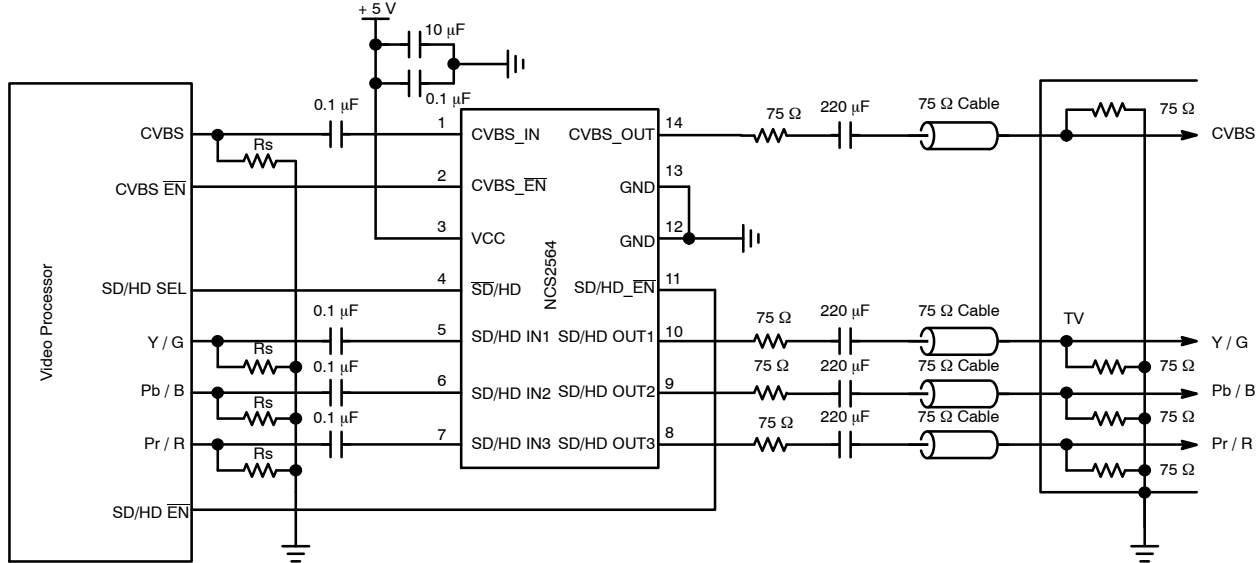 + 5 V
10 μF
0.1 μF
0.1 μF
75 Ω
220 μF
75 Ω Cable
75 Ω
CVBS
1
CVBS_IN
CVBS_OUT
14
CVBS
Rs
CVBS EN
2
CVBS_EN
GND
13
3
VCC
GND
12
Video Processor
NCS2564
SD/HD SEL
4
SD/HD
SD/HD_EN
11
0.1 μF
75 Ω
220 μF
75 Ω Cable
TV
Y / G
5
SD/HD IN1
SD/HD OUT1
10
Y / G
Rs
0.1 μF
75 Ω
220 μF
75 Ω Cable
75 Ω
Pb / B
6
SD/HD IN2
SD/HD OUT2
9
Pb / B
Rs
0.1 μF
75 Ω
220 μF
75 Ω Cable
75 Ω
Pr / R
7
SD/HD IN3
SD/HD OUT3
8
Pr / R
Rs
75 Ω
SD/HD EN